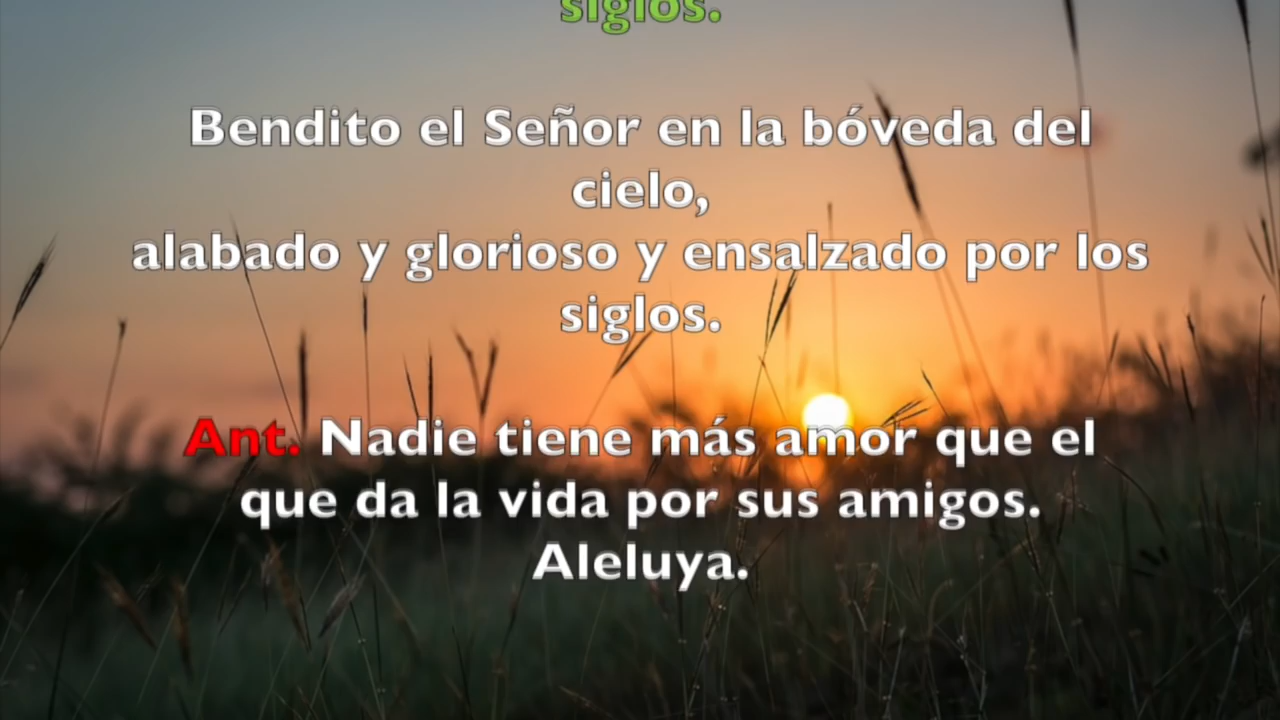 siglos.
Bendito el Señor en la bóveda del
cielo,
alabado y glorioso y ensalzado por los
siglos.
Ant. Nadie tiene más amor que el
que da la vida por sus amigos.
Aleluya.